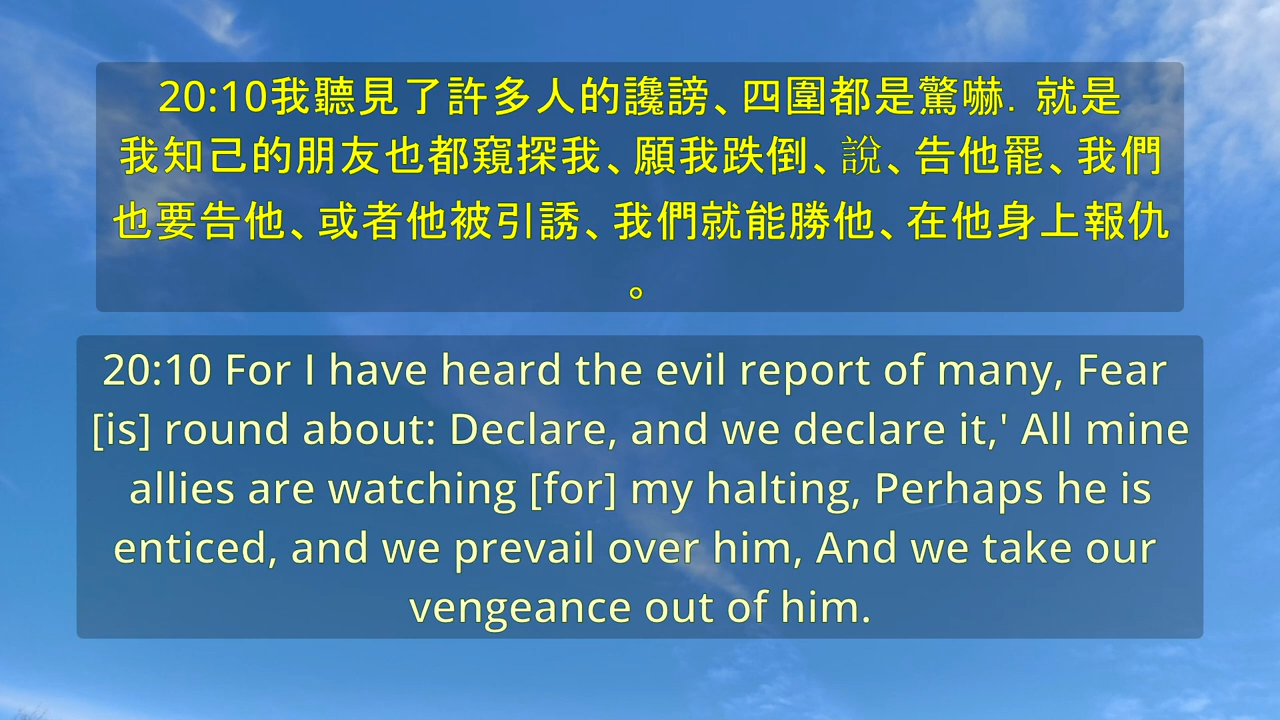 20:10我聽見了許多人的讒謗、四圍都是驚嚇．就是
我知己的朋友也都窺探我、願我跌倒、說、告他罷、我們
也要告他、或者他被引誘、我們就能勝他、在他身上報仇
。
20:10 For I have heard the evil report of many, Fear
[is] round about: Declare, and we declare it,' All mine
allies are watching [for] my halting, Perhaps he is
enticed, and we prevail over him, And we take our
vengeance out of him.